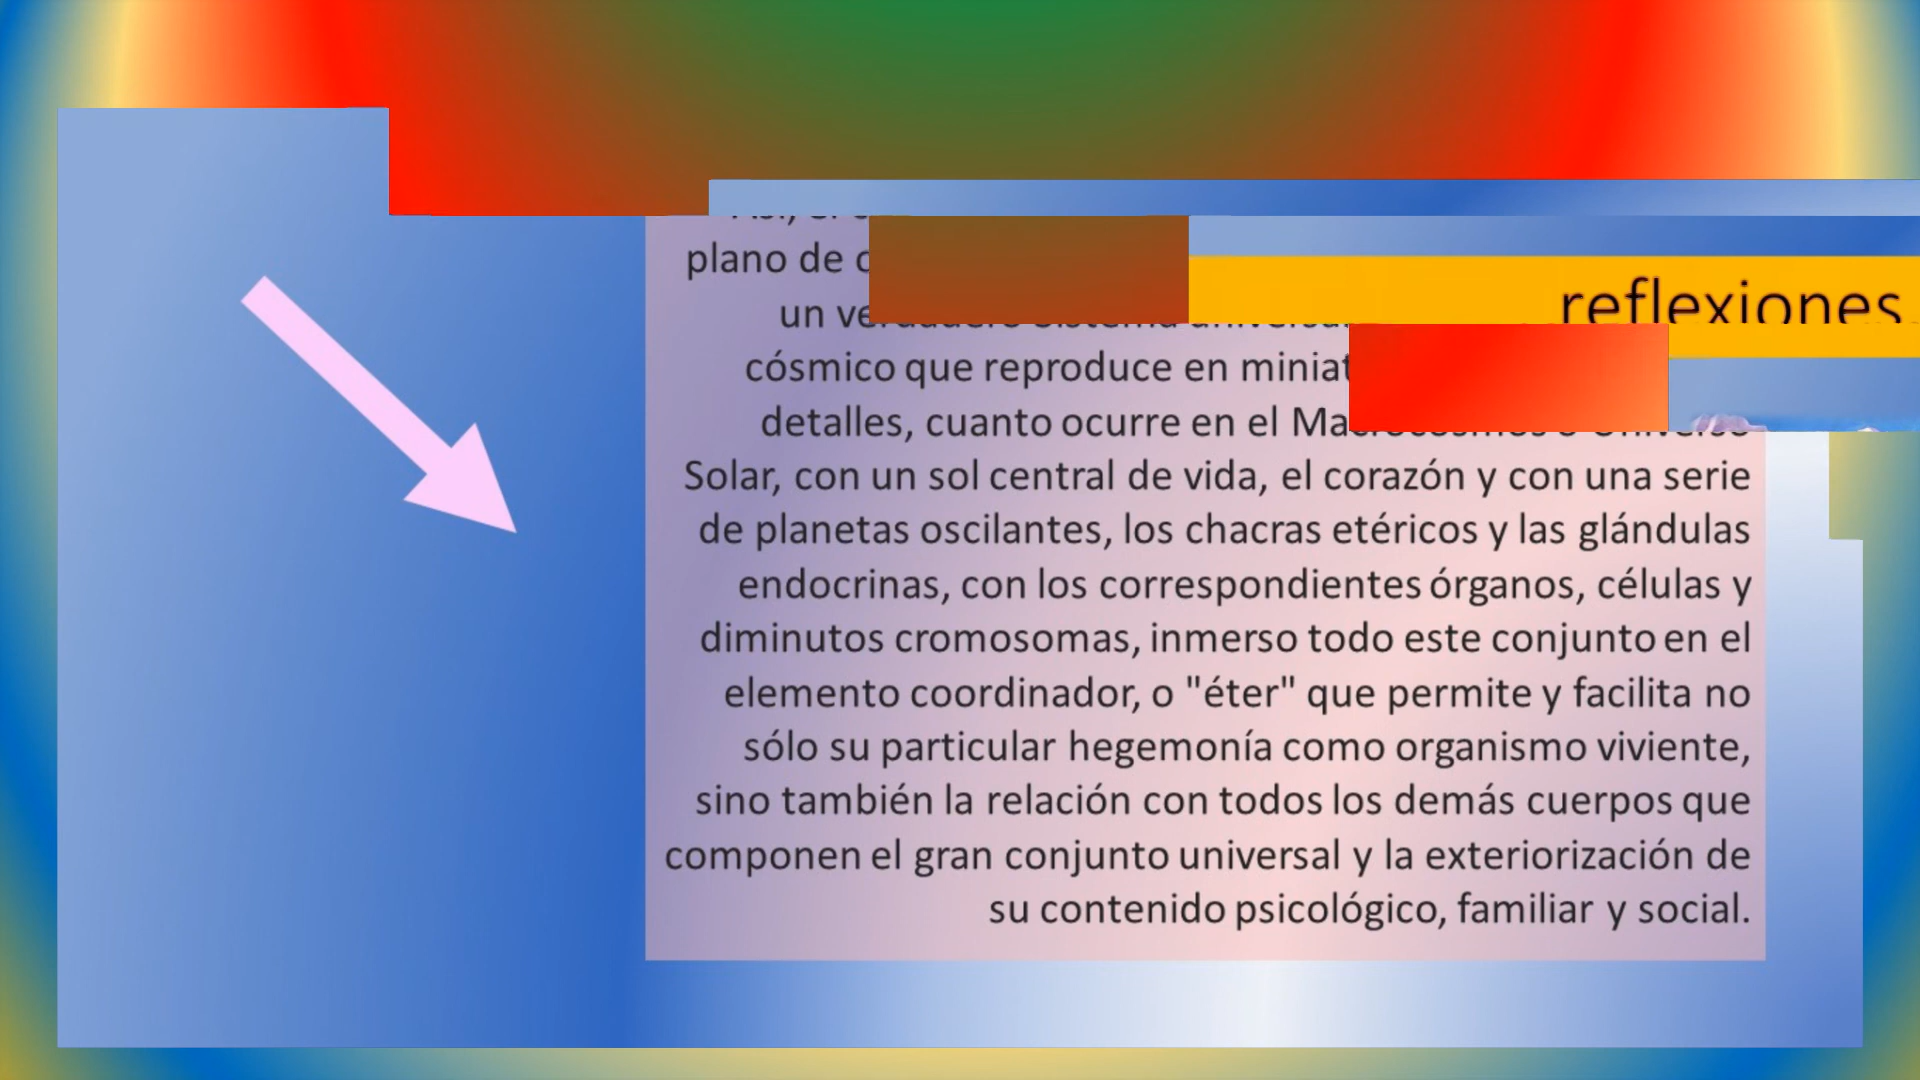 plano de
reflexiones.
un
cósmico que reproduce en
detalles, cuanto ocurre en el
Solar, con un sol central de vida, el corazón y con una serie
de planetas oscilantes, los chacras etéricos y las glándulas
endocrinas, con los correspondientes órganos, células y
diminutos cromosomas, inmerso todo este conjunto en el
elemento coordinador, o "éter" que permite y facilita no
sólo su particular hegemonía como organismo viviente,
sino también la relación con todos los demás cuerpos que
componen el gran conjunto universal y la exteriorización de
su contenido psicológico, familiar y social.